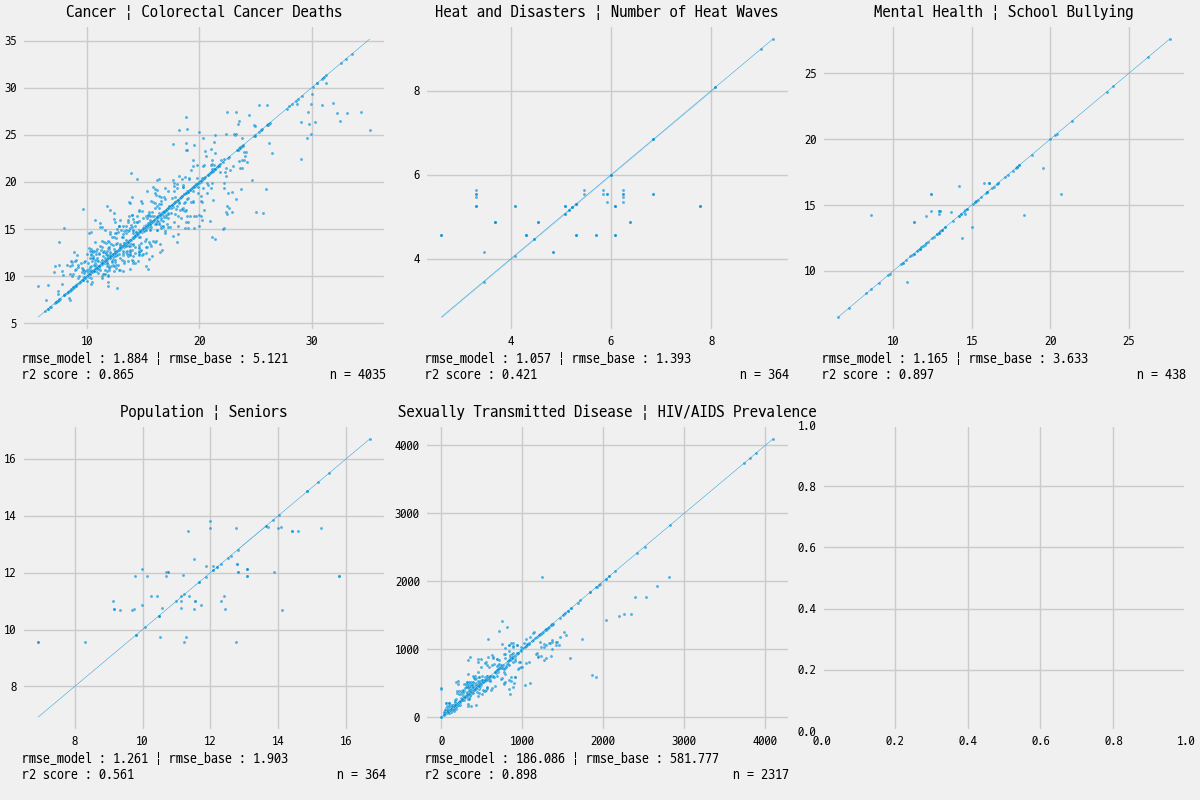 Cancer ¦ Colorectal Cancer Deaths
35
30
25
20
15
10
5
10 20 30
rmse_model : 1.884 ¦ rmse_base : 5.121
r2 score : 0.865 n = 4035
Heat and Disasters ¦ Number of Heat Waves
8
6
4
4 6 8
rmse_model : 1.057 ¦ rmse_base : 1.393
r2 score : 0.421 n = 364
Mental Health ¦ School Bullying
25
20
15
10
10 15 20 25
rmse_model : 1.165 ¦ rmse_base : 3.633
r2 score : 0.897 n = 438
Population ¦ Seniors
16
14
12
10
8
8 10 12 14 16
rmse_model : 1.261 ¦ rmse_base : 1.903
r2 score : 0.561 n = 364
Sexually Transmitted Disease ¦ HIV/AIDS Prevalence
4000
3000
2000
1000
0
0 1000 2000 3000 4000
rmse_model : 186.086 ¦ rmse_base : 581.777
r2 score : 0.898 n = 2317
1.0
0.8
0.6
0.4
0.2
0.0
0.0 0.2 0.4 0.6 0.8 1.0